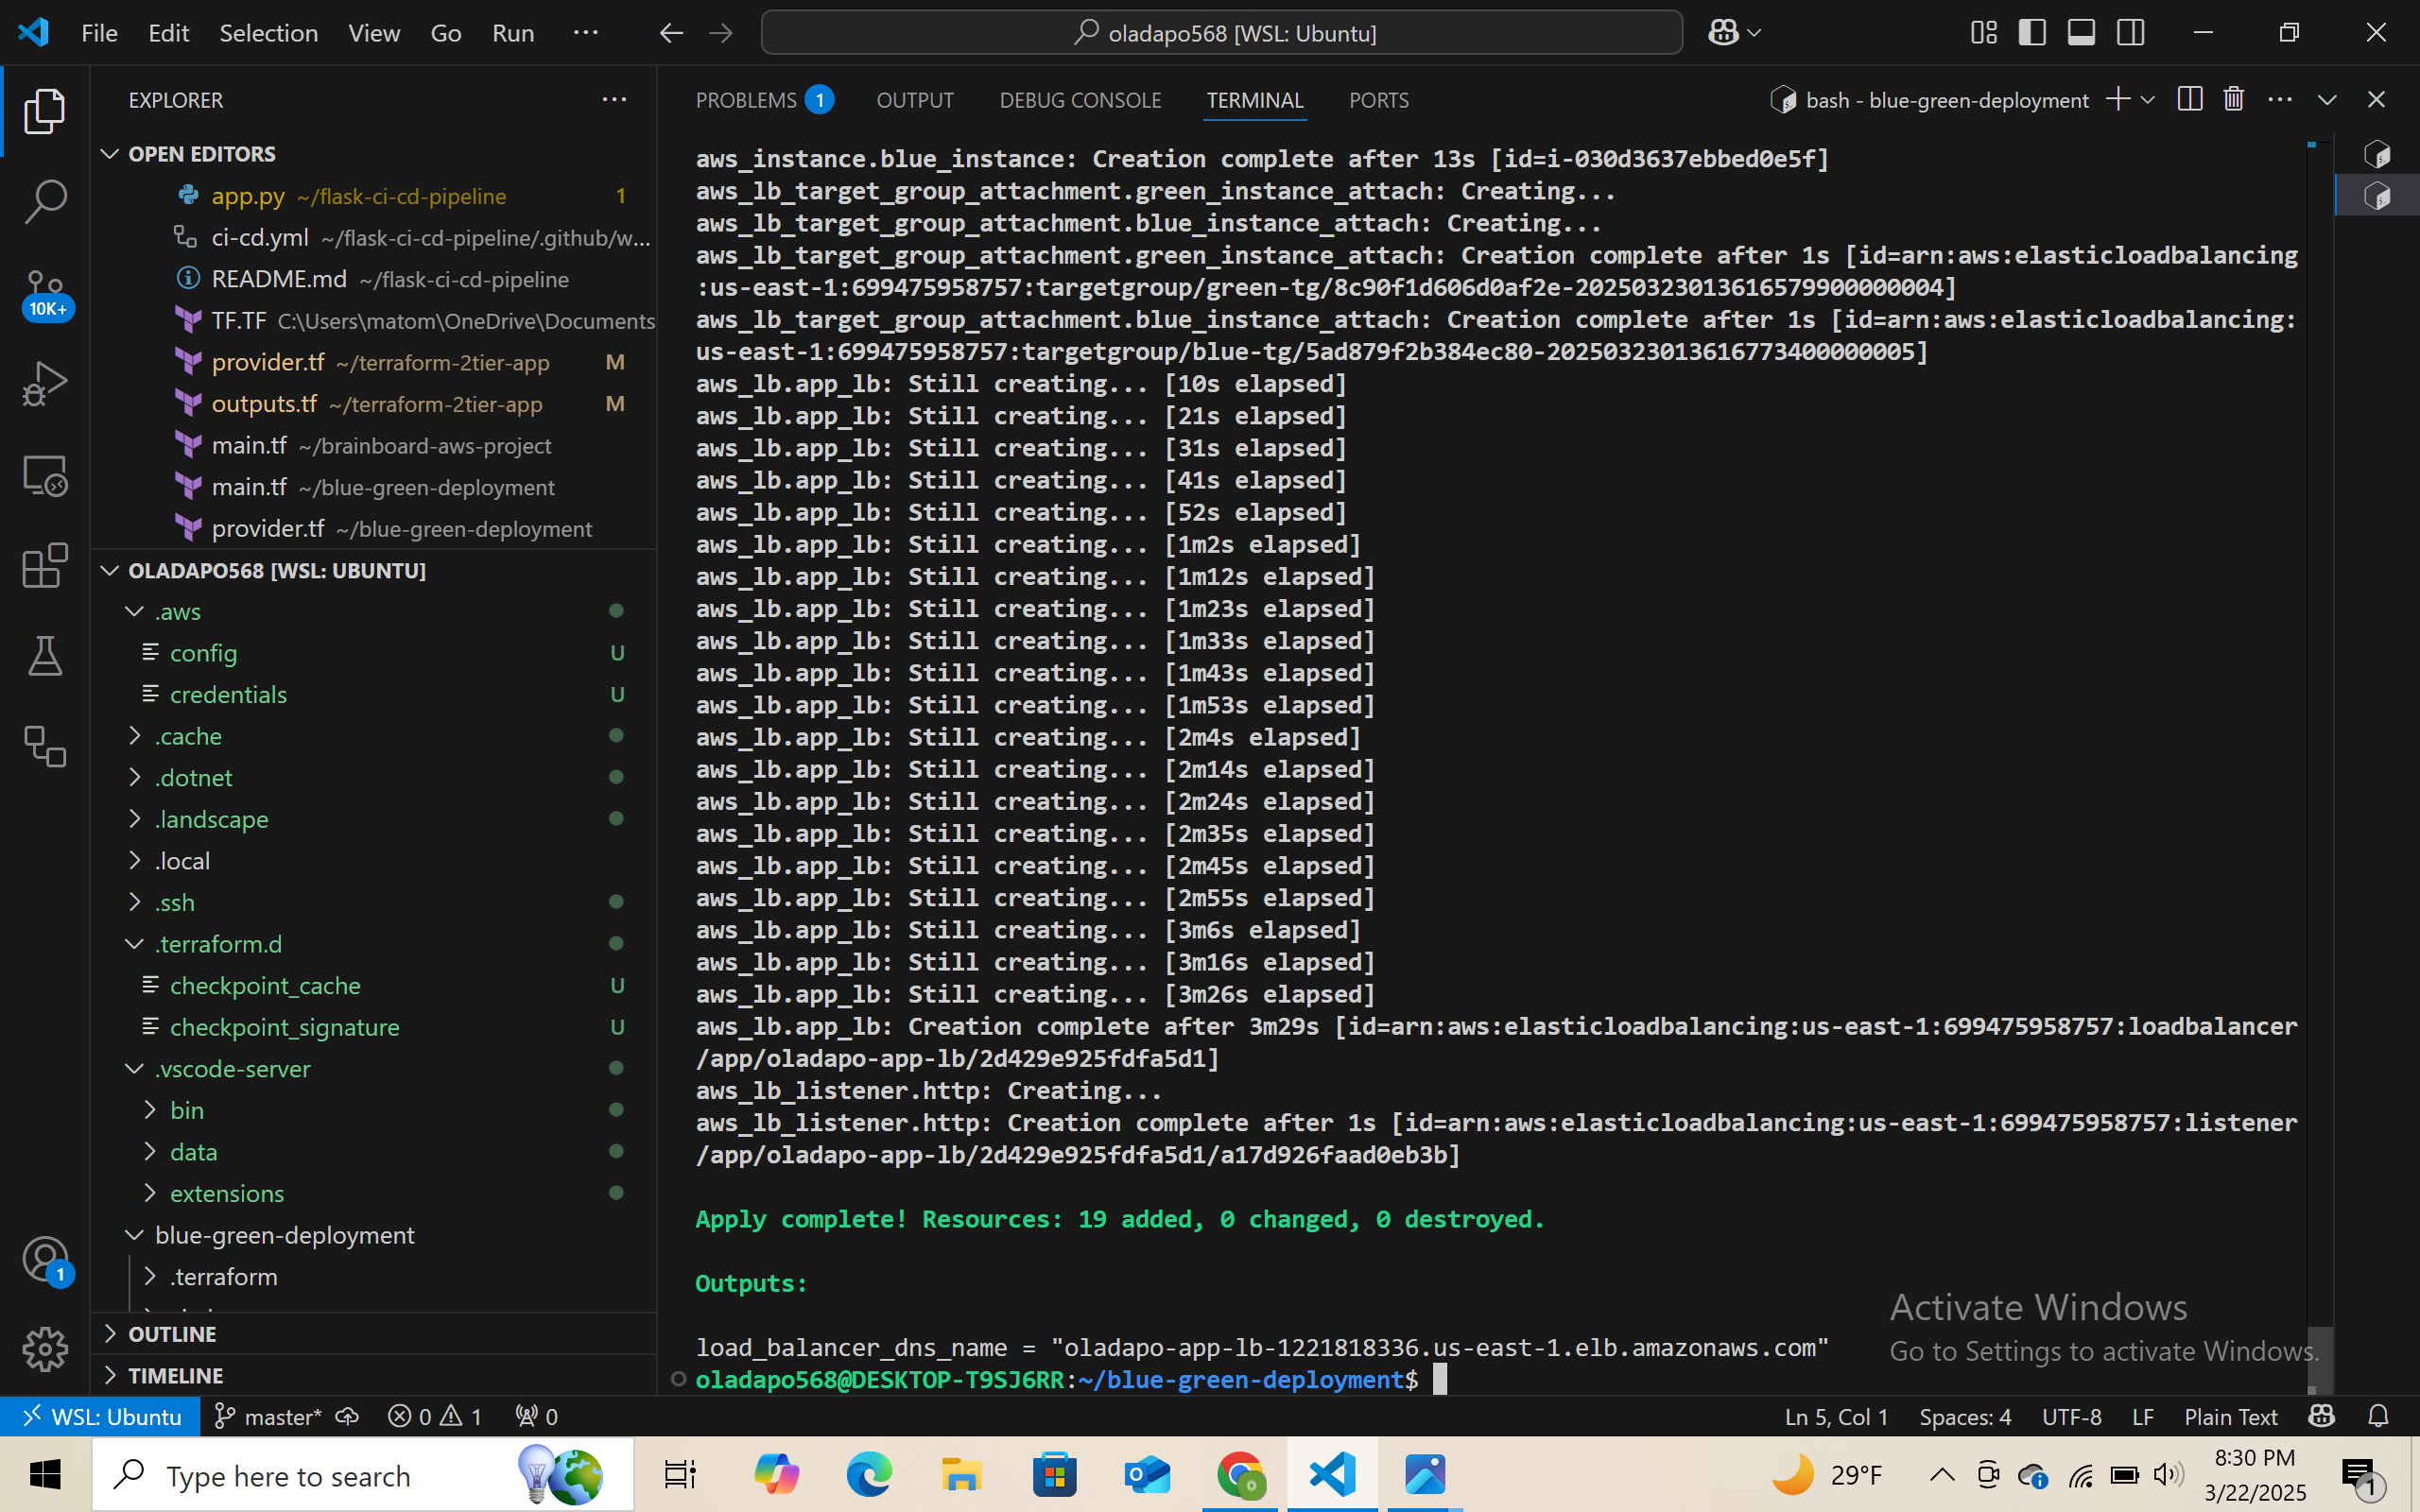 File Edit Selection View Go Run ··· oladapo568 [WSL: Ubuntu]
EXPLORER
OPEN EDITORS
app.py ~/flask-ci-cd-pipeline 1
ci-cd.yml ~/flask-ci-cd-pipeline/.github/w...
README.md ~/flask-ci-cd-pipeline
TF.TF C:\Users\matom\OneDrive\Documents
provider.tf ~/terraform-2tier-app M
outputs.tf ~/terraform-2tier-app M
main.tf ~/brainboard-aws-project
main.tf ~/blue-green-deployment
provider.tf ~/blue-green-deployment
OLADAPO568 [WSL: UBUNTU]
.aws
config U
credentials U
.cache
.dotnet
.landscape
.local
.ssh
.terraform.d
checkpoint_cache U
checkpoint_signature U
.vscode-server
bin
data
extensions
blue-green-deployment
.terraform
OUTLINE
TIMELINE
10K+
1
PROBLEMS 1 OUTPUT DEBUG CONSOLE TERMINAL PORTS bash - blue-green-deployment
aws_instance.blue_instance: Creation complete after 13s [id=i-030d3637ebbed0e5f]
aws_lb_target_group_attachment.green_instance_attach: Creating...
aws_lb_target_group_attachment.blue_instance_attach: Creating...
aws_lb_target_group_attachment.green_instance_attach: Creation complete after 1s [id=arn:aws:elasticloadbalancing
:us-east-1:699475958757:targetgroup/green-tg/8c90f1d606d0af2e-20250323013616579900000004]
aws_lb_target_group_attachment.blue_instance_attach: Creation complete after 1s [id=arn:aws:elasticloadbalancing:
us-east-1:699475958757:targetgroup/blue-tg/5ad879f2b384ec80-20250323013616773400000005]
aws_lb.app_lb: Still creating... [10s elapsed]
aws_lb.app_lb: Still creating... [21s elapsed]
aws_lb.app_lb: Still creating... [31s elapsed]
aws_lb.app_lb: Still creating... [41s elapsed]
aws_lb.app_lb: Still creating... [52s elapsed]
aws_lb.app_lb: Still creating... [1m2s elapsed]
aws_lb.app_lb: Still creating... [1m12s elapsed]
aws_lb.app_lb: Still creating... [1m23s elapsed]
aws_lb.app_lb: Still creating... [1m33s elapsed]
aws_lb.app_lb: Still creating... [1m43s elapsed]
aws_lb.app_lb: Still creating... [1m53s elapsed]
aws_lb.app_lb: Still creating... [2m4s elapsed]
aws_lb.app_lb: Still creating... [2m14s elapsed]
aws_lb.app_lb: Still creating... [2m24s elapsed]
aws_lb.app_lb: Still creating... [2m35s elapsed]
aws_lb.app_lb: Still creating... [2m45s elapsed]
aws_lb.app_lb: Still creating... [2m55s elapsed]
aws_lb.app_lb: Still creating... [3m6s elapsed]
aws_lb.app_lb: Still creating... [3m16s elapsed]
aws_lb.app_lb: Still creating... [3m26s elapsed]
aws_lb.app_lb: Creation complete after 3m29s [id=arn:aws:elasticloadbalancing:us-east-1:699475958757:loadbalancer
/app/oladapo-app-lb/2d429e925fdfa5d1]
aws_lb_listener.http: Creating...
aws_lb_listener.http: Creation complete after 1s [id=arn:aws:elasticloadbalancing:us-east-1:699475958757:listener
/app/oladapo-app-lb/2d429e925fdfa5d1/a17d926faad0eb3b]
Apply complete! Resources: 19 added, 0 changed, 0 destroyed.
Outputs:
load_balancer_dns_name = "oladapo-app-lb-1221818336.us-east-1.elb.amazonaws.com"
oladapo568@DESKTOP-T9SJ6RR:~/blue-green-deployment$
Activate Windows
Go to Settings to activate Windows.
WSL: Ubuntu master* 0 1 0 Ln 5, Col 1 Spaces: 4 UTF-8 LF Plain Text
Type here to search 29°F 8:30 PM
3/22/2025
1